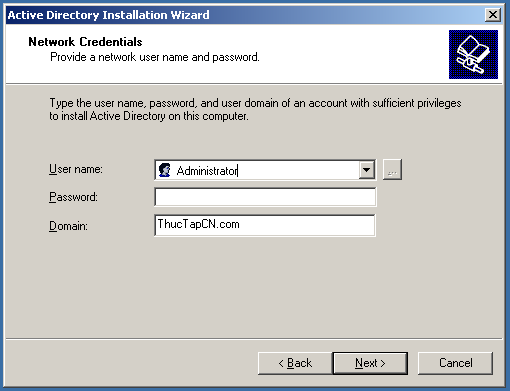 Active Directory Installation Wizard
Network Credentials
Provide a network user name and password.
Type the user name, password, and user domain of an account with sufficient privileges
to install Active Directory on this computer.
User name: Administrator ...
Password:
Domain: ThucTapCN.com
< Back Next > Cancel